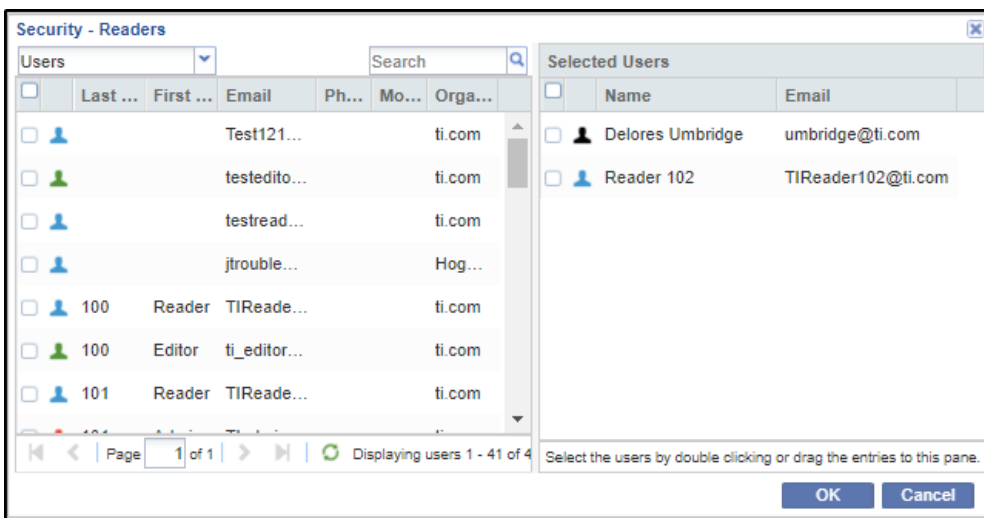 Security - Readers
Users Search
Last ... First ... Email Ph... Mo... Orga...
Test121... ti.com
testedito... ti.com
testread... ti.com
jtrouble... Hog...
100 Reader TIReade... ti.com
100 Editor ti_editor... ti.com
101 Reader TIReade... ti.com
Page 1 of 1 Displaying users 1 - 41 of 4
Selected Users
Name Email
Delores Umbridge umbridge@ti.com
Reader 102 TIReader102@ti.com
Select the users by double clicking or drag the entries to this pane.
OK Cancel